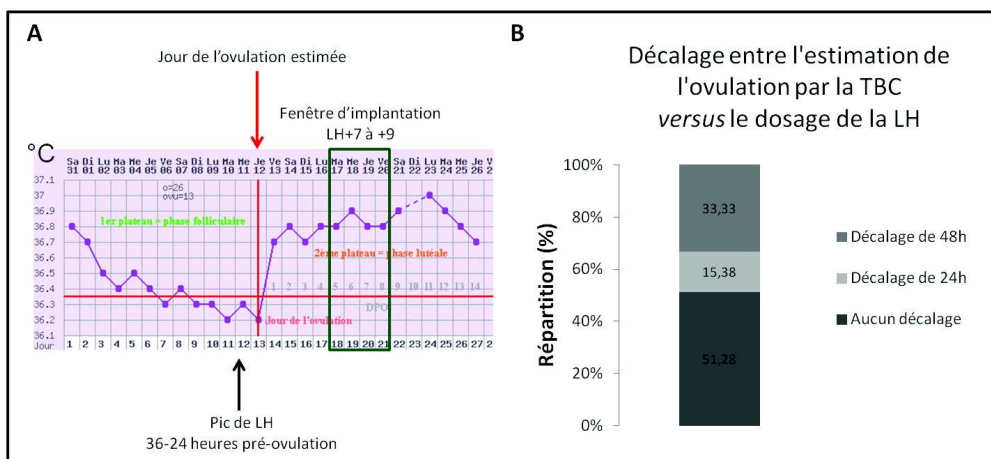 A
Jour de l'ovulation estimée
Fenêtre d'implantation
LH+7 à +9
°C
Sa Di Lu Ma Me Je Ve Sa Di Lu Ma Me Je Ve Sa Di Lu Ma Me Je Ve Sa Di Lu Ma Me Je V
31 01 02 03 04 05 06 07 08 09 10 11 12 13 14 15 16 17 18 19 20 21 22 23 24 25 26 2
37.1
37
36.9
36.8
36.7
36.6
36.5
36.4
36.3
36.2
36.1
o=26
ovu=13
1er plateau = phase folliculaire
2ème plateau = phase lutéale
1 2 3 4 5 6 7 8 9 10 11 12 13 14
DPO
Jour de l'ovulation
Jour 1 2 3 4 5 6 7 8 9 10 11 12 13 14 15 16 17 18 19 20 21 22 23 24 25 26 27 2
Pic de LH
36-24 heures pré-ovulation
B
Décalage entre l'estimation de
l'ovulation par la TBC
versus le dosage de la LH
Répartition (%)
100%
80%
60%
40%
20%
0%
33,33
15,38
51,28
Décalage de 48h
Décalage de 24h
Aucun décalage